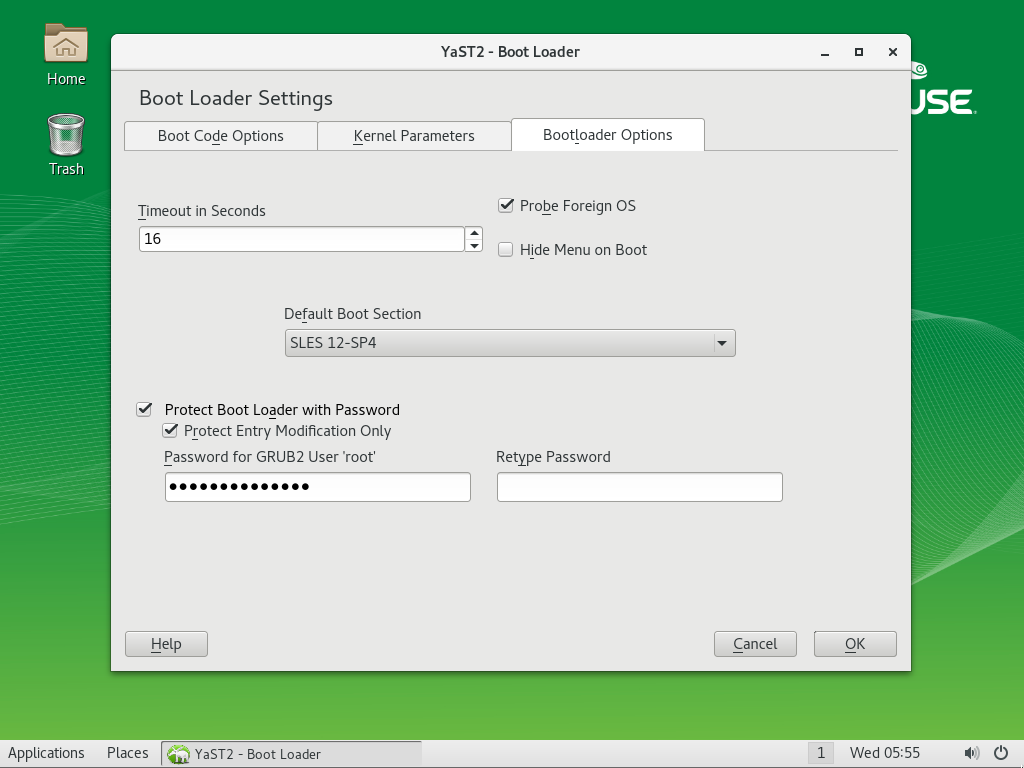 YaST2 - Boot Loader
Home
Trash
USE
Boot Loader Settings
Boot Code Options
Kernel Parameters
Bootloader Options
Timeout in Seconds
16
Probe Foreign OS
Hide Menu on Boot
Default Boot Section
SLES 12-SP4
Protect Boot Loader with Password
Protect Entry Modification Only
Password for GRUB2 User 'root'
Retype Password
●●●●●●●●●●●●●●
Help
Cancel
OK
Applications
Places
YaST2 - Boot Loader
1
Wed 05:55